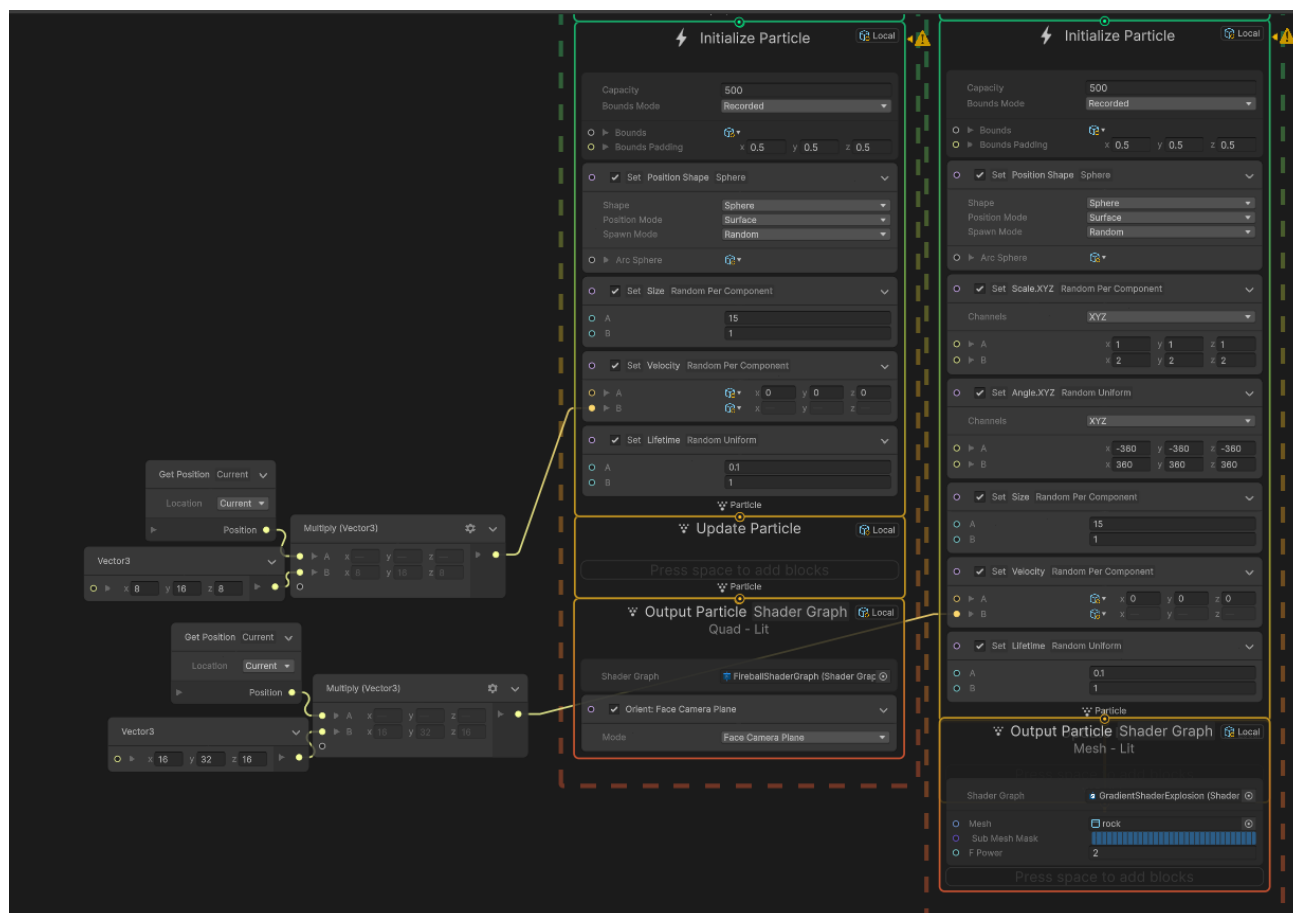 Initialize Particle
Local
Capacity 500
Bounds Mode Recorded
Bounds
Bounds Padding x 0.5 y 0.5 z 0.5
Set Position Shape Sphere
Shape Sphere
Position Mode Surface
Spawn Mode Random
Arc Sphere
Set Size Random Per Component
A 15
B 1
Set Velocity Random Per Component
A x 0 y 0 z 0
B x y z
Set Lifetime Random Uniform
A 0.1
B 1
Particle
Update Particle
Local
Press space to add blocks
Particle
Output Particle Shader Graph
Local
Quad - Lit
Shader Graph FireballShaderGraph (Shader Grap
Orient: Face Camera Plane
Mode Face Camera Plane
Initialize Particle
Local
Capacity 500
Bounds Mode Recorded
Bounds
Bounds Padding x 0.5 y 0.5 z 0.5
Set Position Shape Sphere
Shape Sphere
Position Mode Surface
Spawn Mode Random
Arc Sphere
Set Scale.XYZ Random Per Component
Channels XYZ
A x 1 y 1 z 1
B x 2 y 2 z 2
Set Angle.XYZ Random Uniform
Channels XYZ
A x -360 y -360 z -360
B x 360 y 360 z 360
Set Size Random Per Component
A 15
B 1
Set Velocity Random Per Component
A x 0 y 0 z 0
B x y z
Set Lifetime Random Uniform
A 0.1
B 1
Particle
Output Particle Shader Graph
Local
Mesh - Lit
Shader Graph GradientShaderExplosion (Shader
Mesh rock
Sub Mesh Mask
F Power 2
Press space to add blocks
Get Position Current
Location Current
Position
Vector3
x 8 y 16 z 8
Multiply (Vector3)
A x y z
B x 8 y 16 z 8
Get Position Current
Location Current
Position
Vector3
x 16 y 32 z 16
Multiply (Vector3)
A x y z
B x 16 y 32 z 16